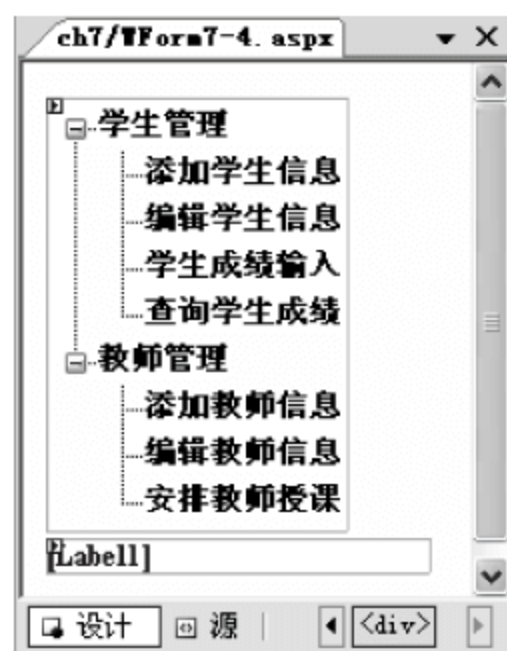 ch7/WForm7-4.aspx
学生管理
添加学生信息
编辑学生信息
学生成绩输入
查询学生成绩
教师管理
添加教师信息
编辑教师信息
安排教师授课
[Label1]
设计 源 <div>